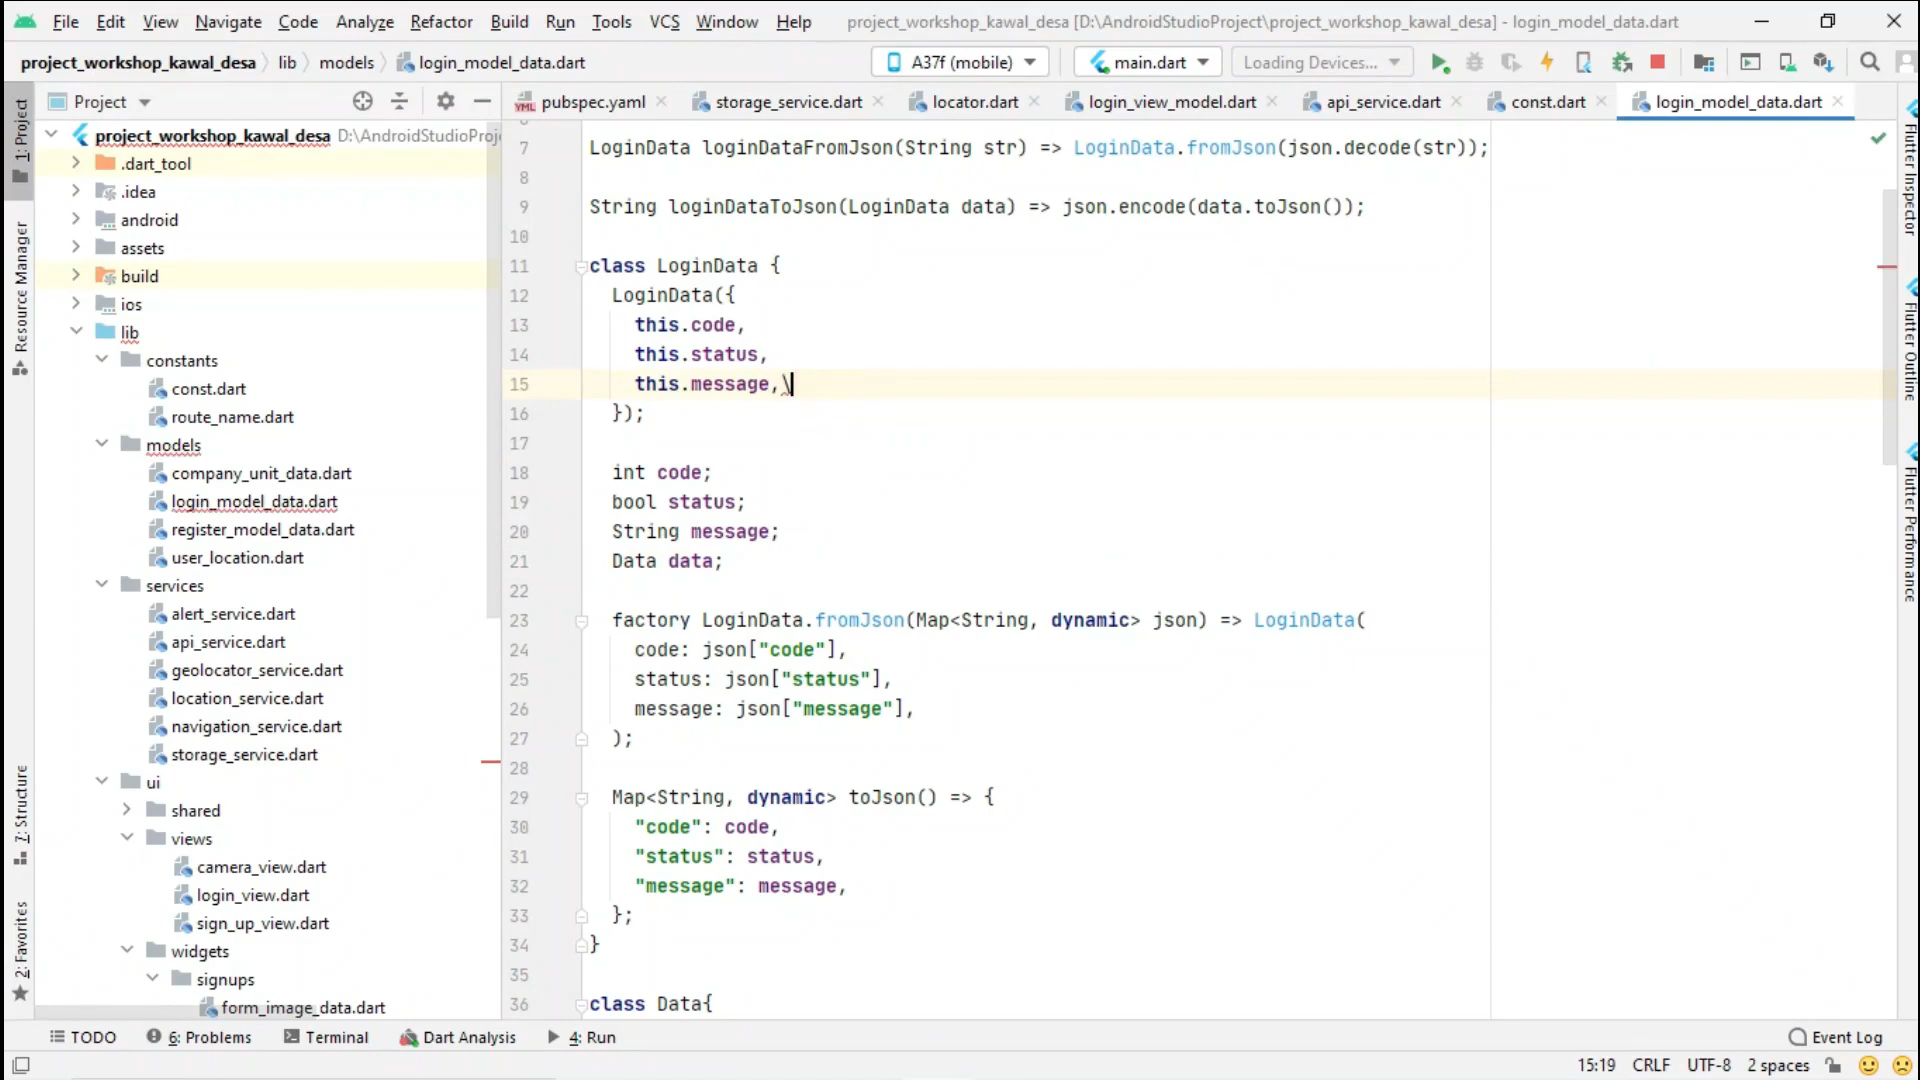 File Edit View Navigate Code Analyze Refactor Build Run Tools VCS Window Help project_workshop_kawal_desa [D:\AndroidStudioProject\project_workshop_kawal_desa] - login_model_data.dart
project_workshop_kawal_desa lib models login_model_data.dart A37f (mobile) main.dart Loading Devices...
Project pubspec.yaml storage_service.dart locator.dart login_view_model.dart api_service.dart const.dart login_model_data.dart
1: Project
Resource Manager
7: Structure
2: Favorites
project_workshop_kawal_desa D:\AndroidStudioProj
.dart_tool
.idea
android
assets
build
ios
lib
constants
const.dart
route_name.dart
models
company_unit_data.dart
login_model_data.dart
register_model_data.dart
user_location.dart
services
alert_service.dart
api_service.dart
geolocator_service.dart
location_service.dart
navigation_service.dart
storage_service.dart
ui
shared
views
camera_view.dart
login_view.dart
sign_up_view.dart
widgets
signups
form_image_data.dart
7 LoginData loginDataFromJson(String str) => LoginData.fromJson(json.decode(str));
8
9 String loginDataToJson(LoginData data) => json.encode(data.toJson());
10
11 class LoginData {
12 LoginData({
13 this.code,
14 this.status,
15 this.message,\
16 });
17
18 int code;
19 bool status;
20 String message;
21 Data data;
22
23 factory LoginData.fromJson(Map<String, dynamic> json) => LoginData(
24 code: json["code"],
25 status: json["status"],
26 message: json["message"],
27 );
28
29 Map<String, dynamic> toJson() => {
30 "code": code,
31 "status": status,
32 "message": message,
33 };
34 }
35
36 class Data{
Flutter Inspector
Flutter Outline
Flutter Performance
TODO 6: Problems Terminal Dart Analysis 4: Run Event Log
15:19 CRLF UTF-8 2 spaces